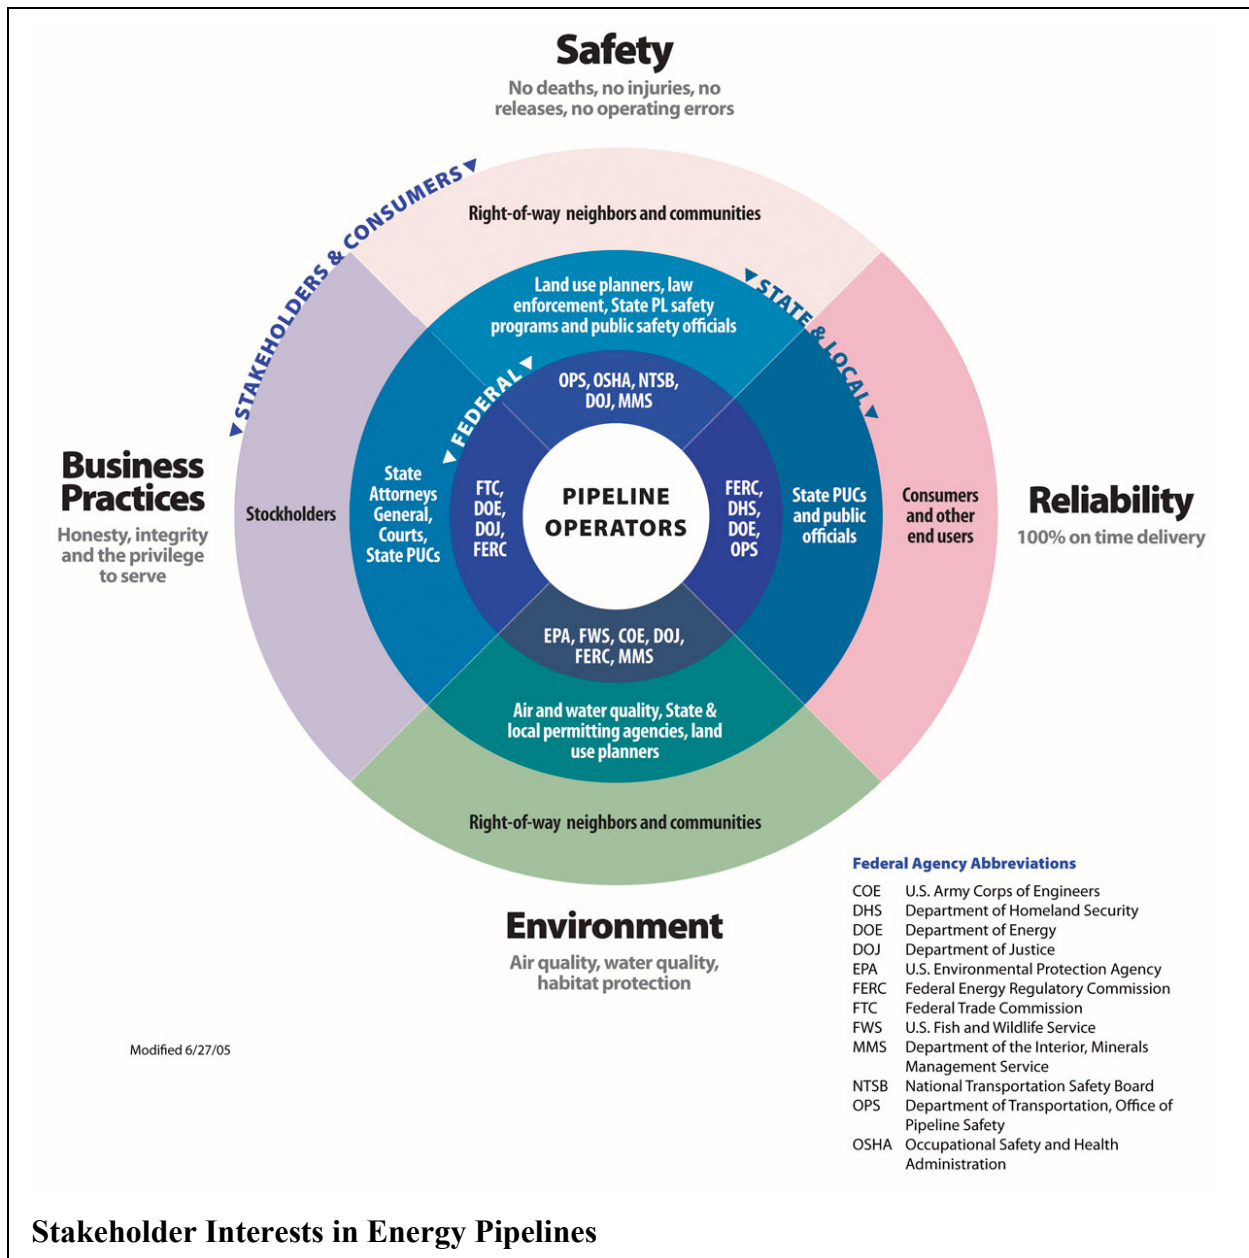 Safety
No deaths, no injuries, no
releases, no operating errors
STAKEHOLDERS & CONSUMERS
Right-of-way neighbors and communities
STATE & LOCAL
Land use planners, law
enforcement, State PL safety
programs and public safety officials
FEDERAL
OPS, OSHA, NTSB,
DOJ, MMS
Business
Practices
Honesty, integrity
and the privilege
to serve
Stockholders
State
Attorneys
General,
Courts,
State PUCs
FTC,
DOE,
DOJ,
FERC
PIPELINE
OPERATORS
FERC,
DHS,
DOE,
OPS
State PUCs
and public
officials
Consumers
and other
end users
Reliability
100% on time delivery
EPA, FWS, COE, DOJ,
FERC, MMS
Air and water quality, State &
local permitting agencies, land
use planners
Right-of-way neighbors and communities
Environment
Air quality, water quality,
habitat protection
Modified 6/27/05
Federal Agency Abbreviations
COE U.S. Army Corps of Engineers
DHS Department of Homeland Security
DOE Department of Energy
DOJ Department of Justice
EPA U.S. Environmental Protection Agency
FERC Federal Energy Regulatory Commission
FTC Federal Trade Commission
FWS U.S. Fish and Wildlife Service
MMS Department of the Interior, Minerals
Management Service
NTSB National Transportation Safety Board
OPS Department of Transportation, Office of
Pipeline Safety
OSHA Occupational Safety and Health
Administration
Stakeholder Interests in Energy Pipelines